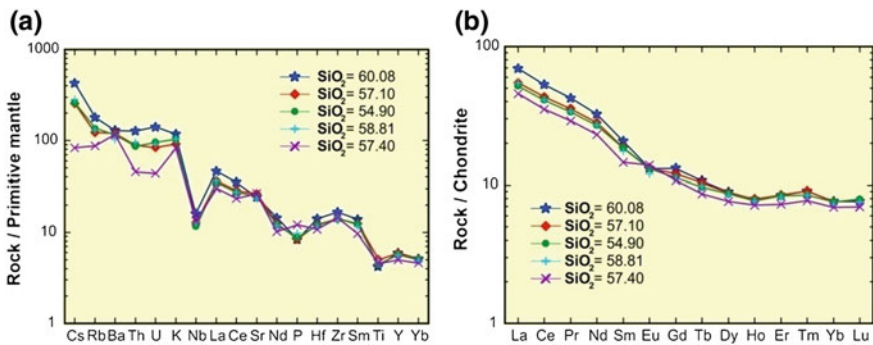 (a)
Rock / Primitive mantle
1000
100
10
1
SiO₂= 60.08
SiO₂= 57.10
SiO₂= 54.90
SiO₂= 58.81
SiO₂= 57.40
Cs Rb Ba Th U K Nb La Ce Sr Nd P Hf Zr Sm Ti Y Yb
(b)
Rock / Chondrite
100
10
1
SiO₂= 60.08
SiO₂= 57.10
SiO₂= 54.90
SiO₂= 58.81
SiO₂= 57.40
La Ce Pr Nd Sm Eu Gd Tb Dy Ho Er Tm Yb Lu